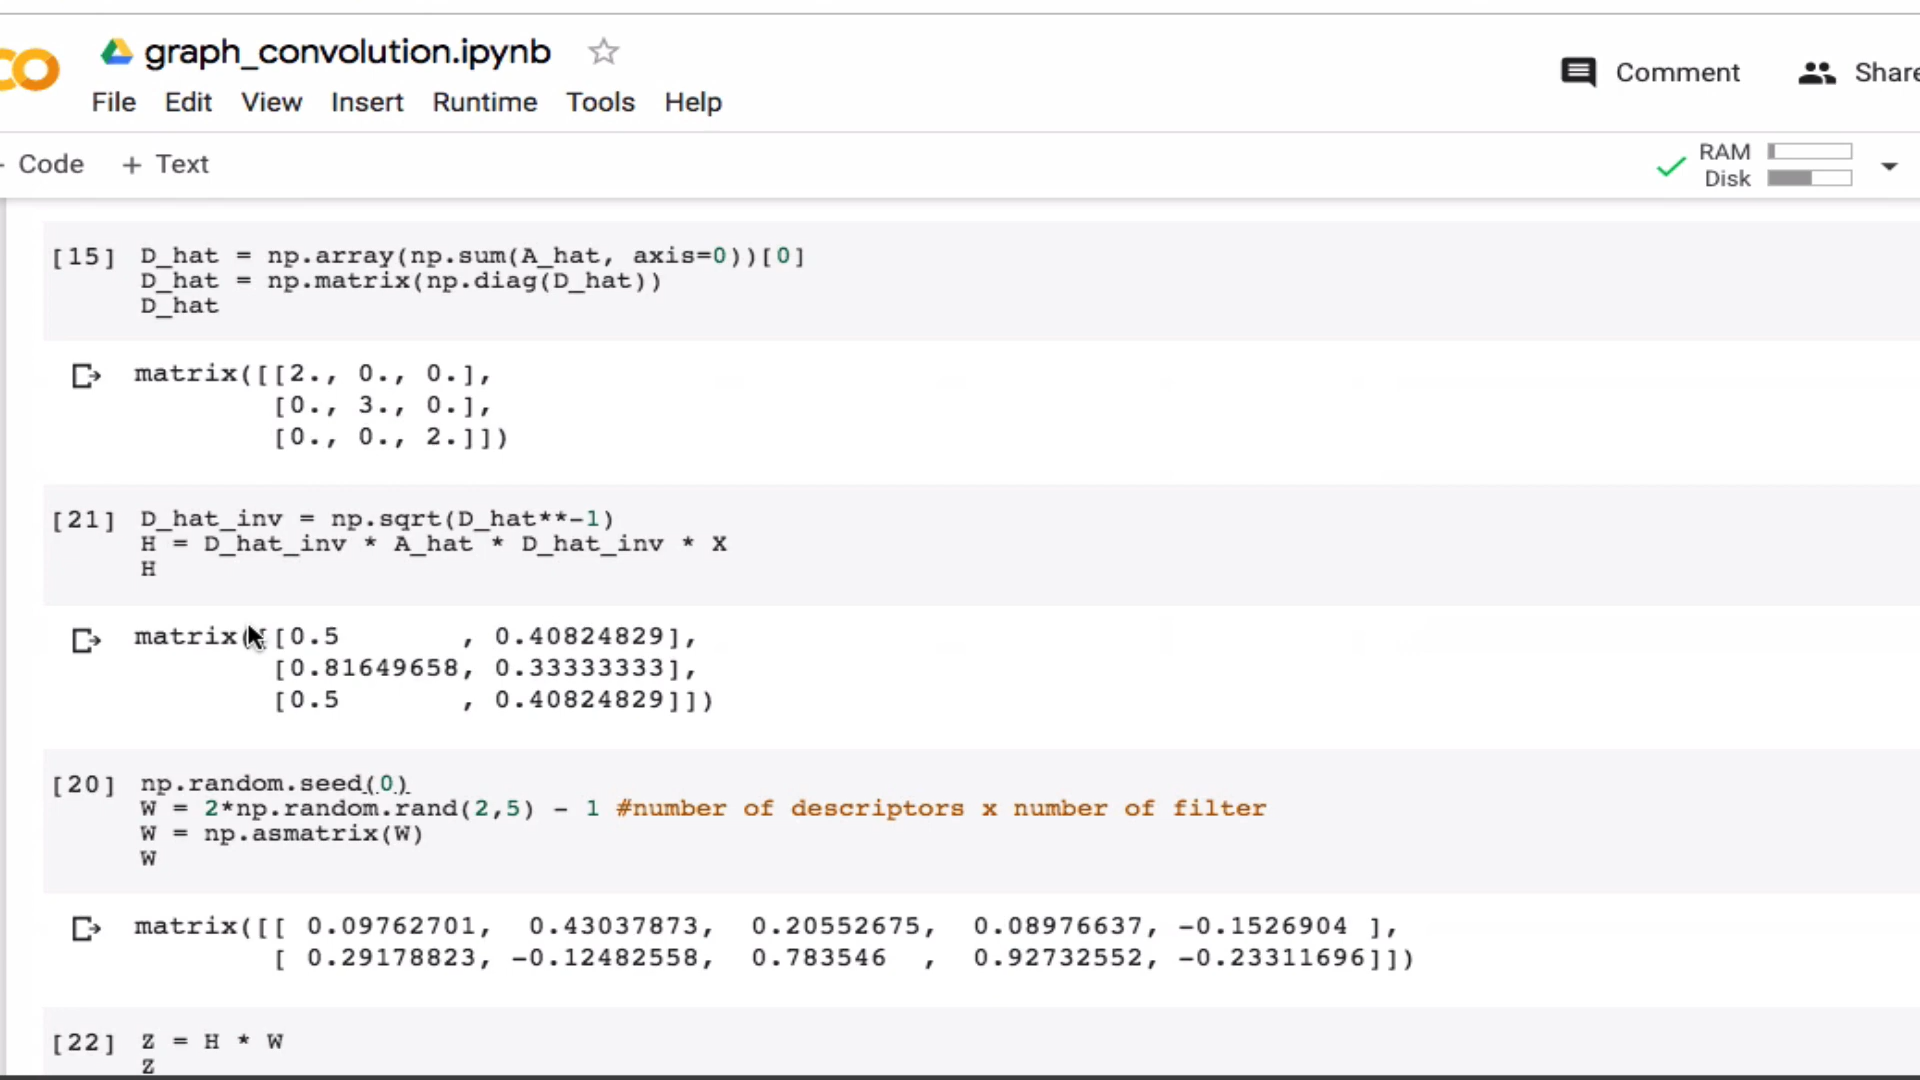 graph_convolution.ipynb
Comment
Share
File Edit View Insert Runtime Tools Help
Code + Text
RAM
Disk
[15] D_hat = np.array(np.sum(A_hat, axis=0))[0]
D_hat = np.matrix(np.diag(D_hat))
D_hat
matrix([[2., 0., 0.],
[0., 3., 0.],
[0., 0., 2.]])
[21] D_hat_inv = np.sqrt(D_hat**-1)
H = D_hat_inv * A_hat * D_hat_inv * X
H
matrix([[0.5 , 0.40824829],
[0.81649658, 0.33333333],
[0.5 , 0.40824829]])
[20] np.random.seed(0)
W = 2*np.random.rand(2,5) - 1 #number of descriptors x number of filter
W = np.asmatrix(W)
W
matrix([[ 0.09762701, 0.43037873, 0.20552675, 0.08976637, -0.1526904 ],
[ 0.29178823, -0.12482558, 0.783546 , 0.92732552, -0.23311696]])
[22] Z = H * W
Z